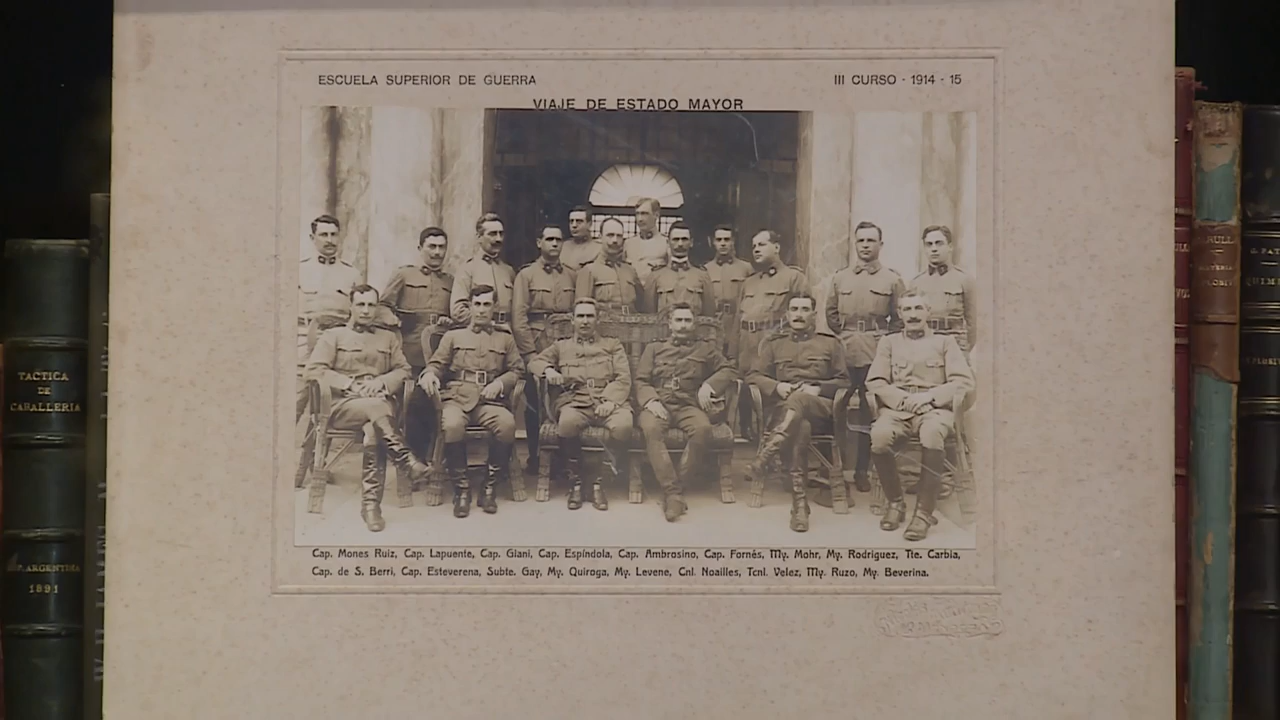 ESCUELA SUPERIOR DE GUERRA
III CURSO - 1914 - 15
VIAJE DE ESTADO MAYOR
Cap. Mones Ruiz, Cap. Lapuente, Cap. Giani, Cap. Espíndola, Cap. Ambrosino, Cap. Fornés, My. Mohr, My. Rodriguez, Tte. Carbia,
Cap. de S. Berri, Cap. Esteverena, Subte. Gay, My. Quiroga, My. Levene, Cnl. Noailles, Tcnl. Velez, My. Ruzo, My. Beverina.
TACTICA
DE
CABALLERIA
ARGENTINA
1891